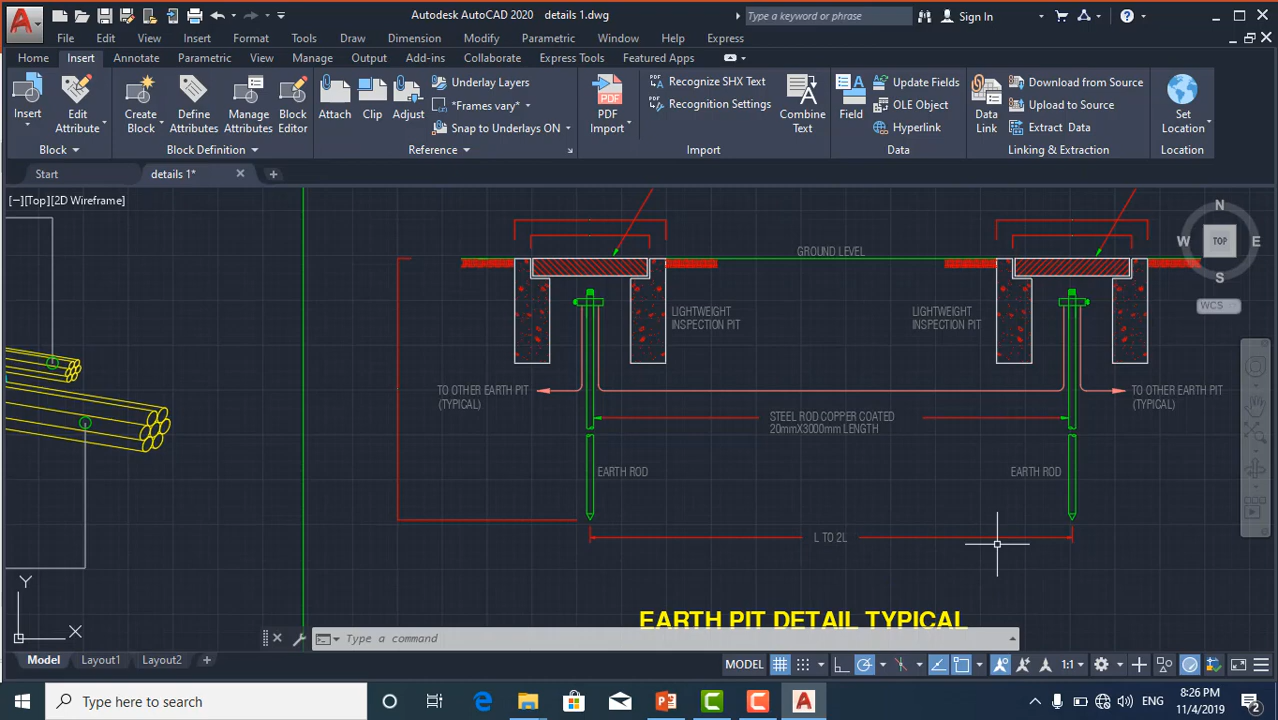 Autodesk AutoCAD 2020 details 1.dwg
Type a keyword or phrase
Sign In
File Edit View Insert Format Tools Draw Dimension Modify Parametric Window Help Express
Home Insert Annotate Parametric View Manage Output Add-ins Collaborate Express Tools Featured Apps
Insert
Edit
Attribute
Block
Create
Block
Define
Attributes
Manage
Attributes
Block
Editor
Block Definition
Attach
Clip
Adjust
Underlay Layers
*Frames vary*
Snap to Underlays ON
Reference
PDF
PDF
Import
Recognize SHX Text
Recognition Settings
Combine
Text
Import
Field
Update Fields
OLE Object
Hyperlink
Data
Data
Link
Download from Source
Upload to Source
Extract Data
Linking & Extraction
Set
Location
Location
Start
details 1*
[−][Top][2D Wireframe]
N
W
TOP
E
S
WCS
GROUND LEVEL
LIGHTWEIGHT
INSPECTION PIT
LIGHTWEIGHT
INSPECTION PIT
TO OTHER EARTH PIT
(TYPICAL)
TO OTHER EARTH PIT
(TYPICAL)
STEEL ROD COPPER COATED
20mmX3000mm LENGTH
EARTH ROD
EARTH ROD
L TO 2L
EARTH PIT DETAIL TYPICAL
Y
X
Type a command
Model Layout1 Layout2
MODEL
1:1
Type here to search
ENG
8:26 PM
11/4/2019
2